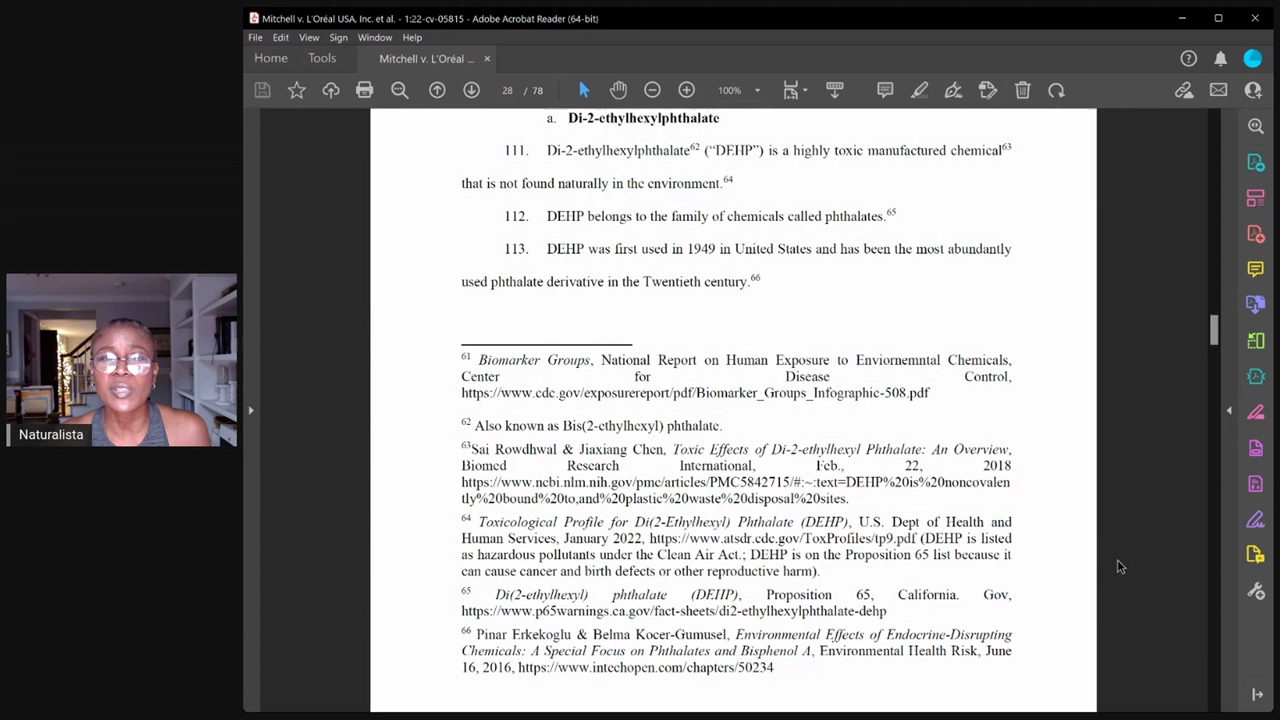 Mitchell v. L'Oréal USA, Inc. et al. - 1:22-cv-05815 - Adobe Acrobat Reader (64-bit)
File Edit View Sign Window Help
Home Tools Mitchell v. L'Oréal ... ×
28 / 78 100%
a. Di-2-ethylhexylphthalate
111. Di-2-ethylhexylphthalate62 (“DEHP”) is a highly toxic manufactured chemical63
that is not found naturally in the environment.64
112. DEHP belongs to the family of chemicals called phthalates.65
113. DEHP was first used in 1949 in United States and has been the most abundantly
used phthalate derivative in the Twentieth century.66
61 Biomarker Groups, National Report on Human Exposure to Enviornemntal Chemicals,
Center for Disease Control,
https://www.cdc.gov/exposurereport/pdf/Biomarker_Groups_Infographic-508.pdf
62 Also known as Bis(2-ethylhexyl) phthalate.
63Sai Rowdhwal & Jiaxiang Chen, Toxic Effects of Di-2-ethylhexyl Phthalate: An Overview,
Biomed Research International, Feb., 22, 2018
https://www.ncbi.nlm.nih.gov/pmc/articles/PMC5842715/#:~:text=DEHP%20is%20noncovalen
tly%20bound%20to,and%20plastic%20waste%20disposal%20sites.
64 Toxicological Profile for Di(2-Ethylhexyl) Phthalate (DEHP), U.S. Dept of Health and
Human Services, January 2022, https://www.atsdr.cdc.gov/ToxProfiles/tp9.pdf (DEHP is listed
as hazardous pollutants under the Clean Air Act.; DEHP is on the Proposition 65 list because it
can cause cancer and birth defects or other reproductive harm).
65 Di(2-ethylhexyl) phthalate (DEHP), Proposition 65, California. Gov,
https://www.p65warnings.ca.gov/fact-sheets/di2-ethylhexylphthalate-dehp
66 Pinar Erkekoglu & Belma Kocer-Gumusel, Environmental Effects of Endocrine-Disrupting
Chemicals: A Special Focus on Phthalates and Bisphenol A, Environmental Health Risk, June
16, 2016, https://www.intechopen.com/chapters/50234
Naturalista